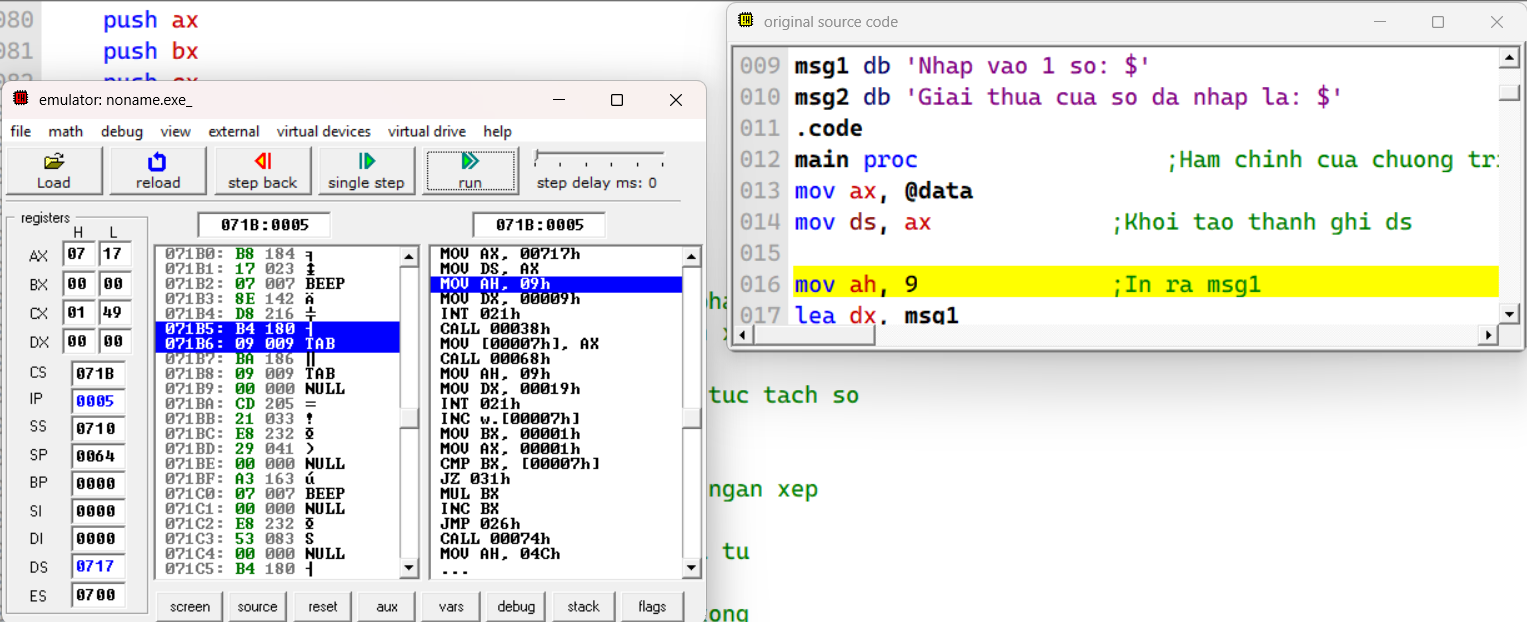 080 push ax
081 push bx
082 push cx
emulator: noname.exe_
file math debug view external virtual devices virtual drive help
Load reload step back single step run step delay ms: 0
registers
H L
AX 07 17
BX 00 00
CX 01 49
DX 00 00
CS 071B
IP 0005
SS 0710
SP 0064
BP 0000
SI 0000
DI 0000
DS 0717
ES 0700
071B:0005
071B0: B8 184 ╕
071B1: 17 023 ↨
071B2: 07 007 BEEP
071B3: 8E 142 Ä
071B4: D8 216 ╪
071B5: B4 180 ┤
071B6: 09 009 TAB
071B7: BA 186 ║
071B8: 09 009 TAB
071B9: 00 000 NULL
071BA: CD 205 =
071BB: 21 033 !
071BC: E8 232
071BD: 29 041 )
071BE: 00 000 NULL
071BF: A3 163 ú
071C0: 07 007 BEEP
071C1: 00 000 NULL
071C2: E8 232
071C3: 53 083 S
071C4: 00 000 NULL
071C5: B4 180 ┤
071B:0005
MOV AX, 00717h
MOV DS, AX
MOV AH, 09h
MOV DX, 00009h
INT 021h
CALL 00038h
MOV [00007h], AX
CALL 00068h
MOV AH, 09h
MOV DX, 00019h
INT 021h
INC w.[00007h]
MOV BX, 00001h
MOV AX, 00001h
CMP BX, [00007h]
JZ 031h
MUL BX
INC BX
JMP 026h
CALL 00074h
MOV AH, 04Ch
...
screen source reset aux vars debug stack flags
original source code
009 msg1 db 'Nhap vao 1 so: $'
010 msg2 db 'Giai thua cua so da nhap la: $'
011 .code
012 main proc ;Ham chinh cua chuong tr
013 mov ax, @data
014 mov ds, ax ;Khoi tao thanh ghi ds
015
016 mov ah, 9 ;In ra msg1
017 lea dx, msg1
tuc tach so
ngan xep
tu
ong